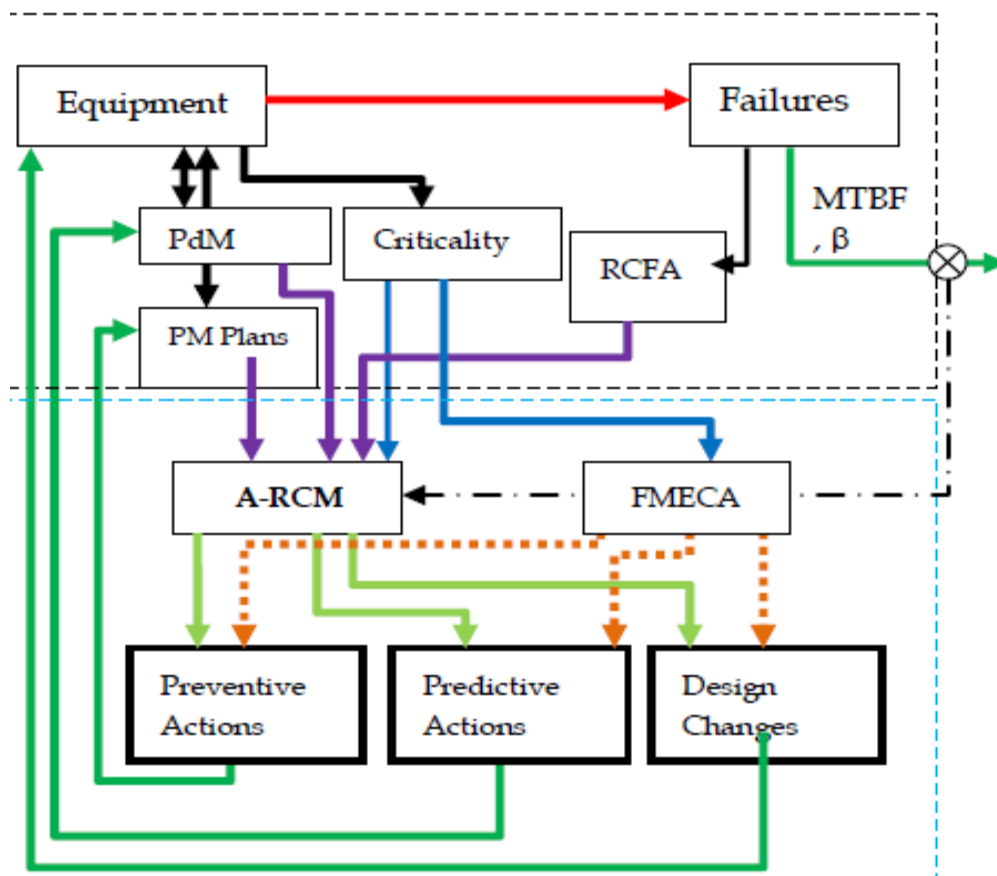 Equipment
Failures
MTBF
, β
PdM
Criticality
RCFA
PM Plans
A-RCM
FMECA
Preventive
Actions
Predictive
Actions
Design
Changes